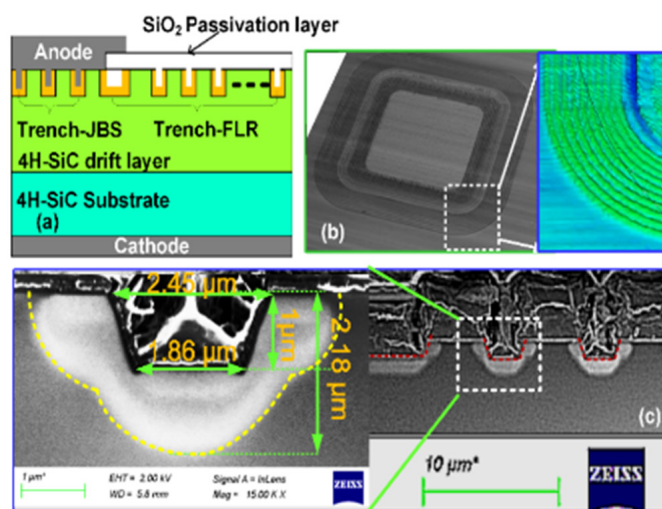 SiO₂ Passivation layer
Anode
Trench-JBS
Trench-FLR
4H-SiC drift layer
4H-SiC Substrate
(a)
Cathode
(b)
2.45 μm
1μm
1.86 μm
2.18 μm
1 μm*
EHT = 2.00 kV
WD = 5.8 mm
Signal A = InLens
Mag = 15.00 K X
ZEISS
(c)
10 μm*
ZEISS